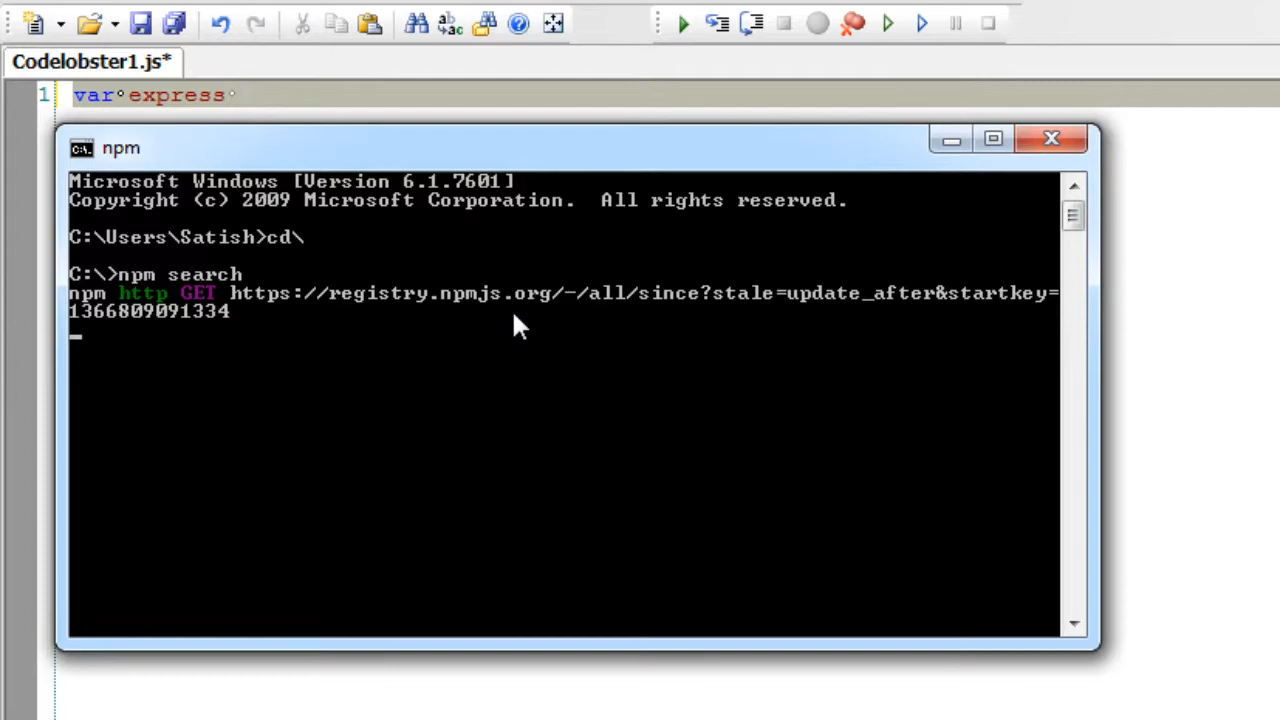 Codelobster1.js*
1 var express
npm
Microsoft Windows [Version 6.1.7601]
Copyright (c) 2009 Microsoft Corporation.  All rights reserved.
C:\Users\Satish>cd\
C:\>npm search
npm http GET https://registry.npmjs.org/-/all/since?stale=update_after&startkey=
1366809091334